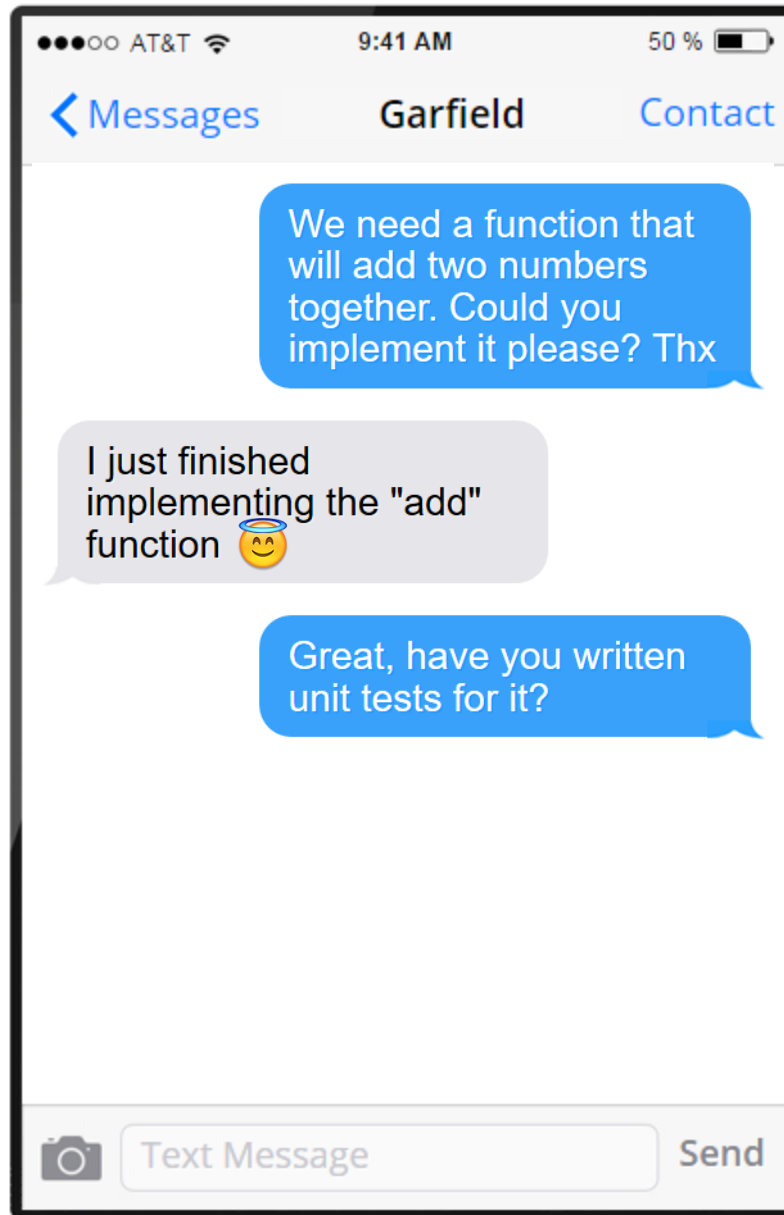 AT&T 9:41 AM 50 %
Messages Garfield Contact
We need a function that
will add two numbers
together. Could you
implement it please? Thx
I just finished
implementing the "add"
function 😇
Great, have you written
unit tests for it?
Text Message Send